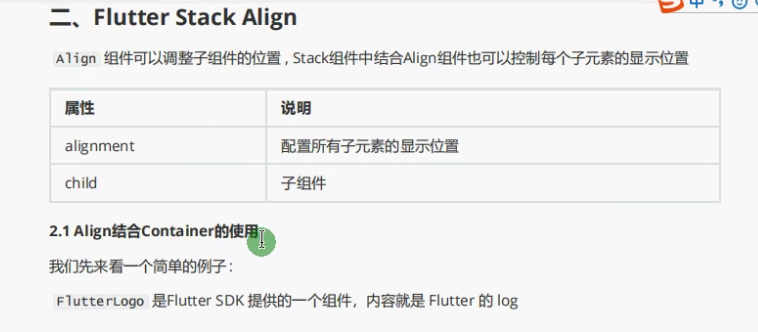 二、Flutter Stack Align
Align 组件可以调整子组件的位置 , Stack组件中结合Align组件也可以控制每个子元素的显示位置
属性 说明
alignment 配置所有子元素的显示位置
child 子组件
2.1 Align结合Container的使用
我们先来看一个简单的例子：
FlutterLogo 是Flutter SDK 提供的一个组件，内容就是 Flutter 的 log